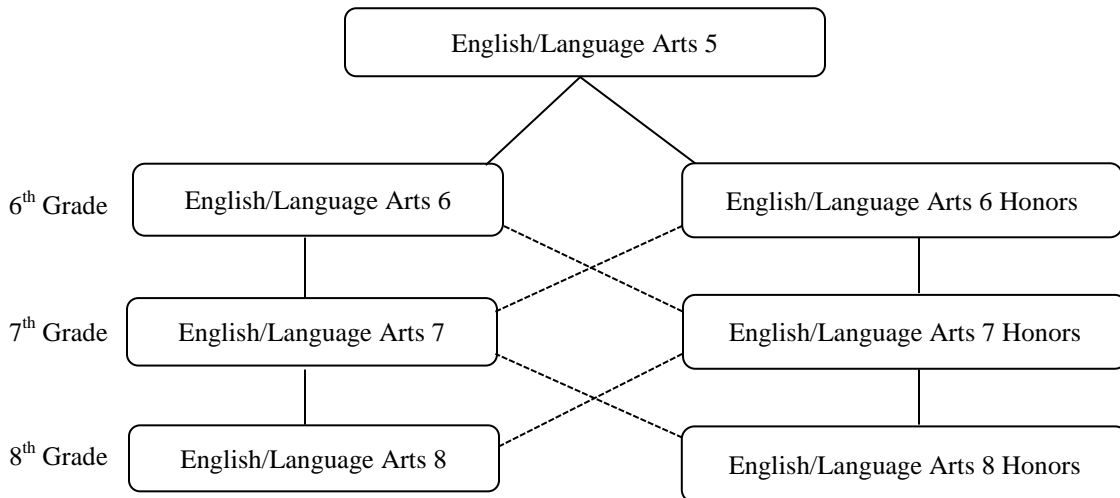 English/Language Arts 5
6th Grade
English/Language Arts 6
English/Language Arts 6 Honors
7th Grade
English/Language Arts 7
English/Language Arts 7 Honors
8th Grade
English/Language Arts 8
English/Language Arts 8 Honors